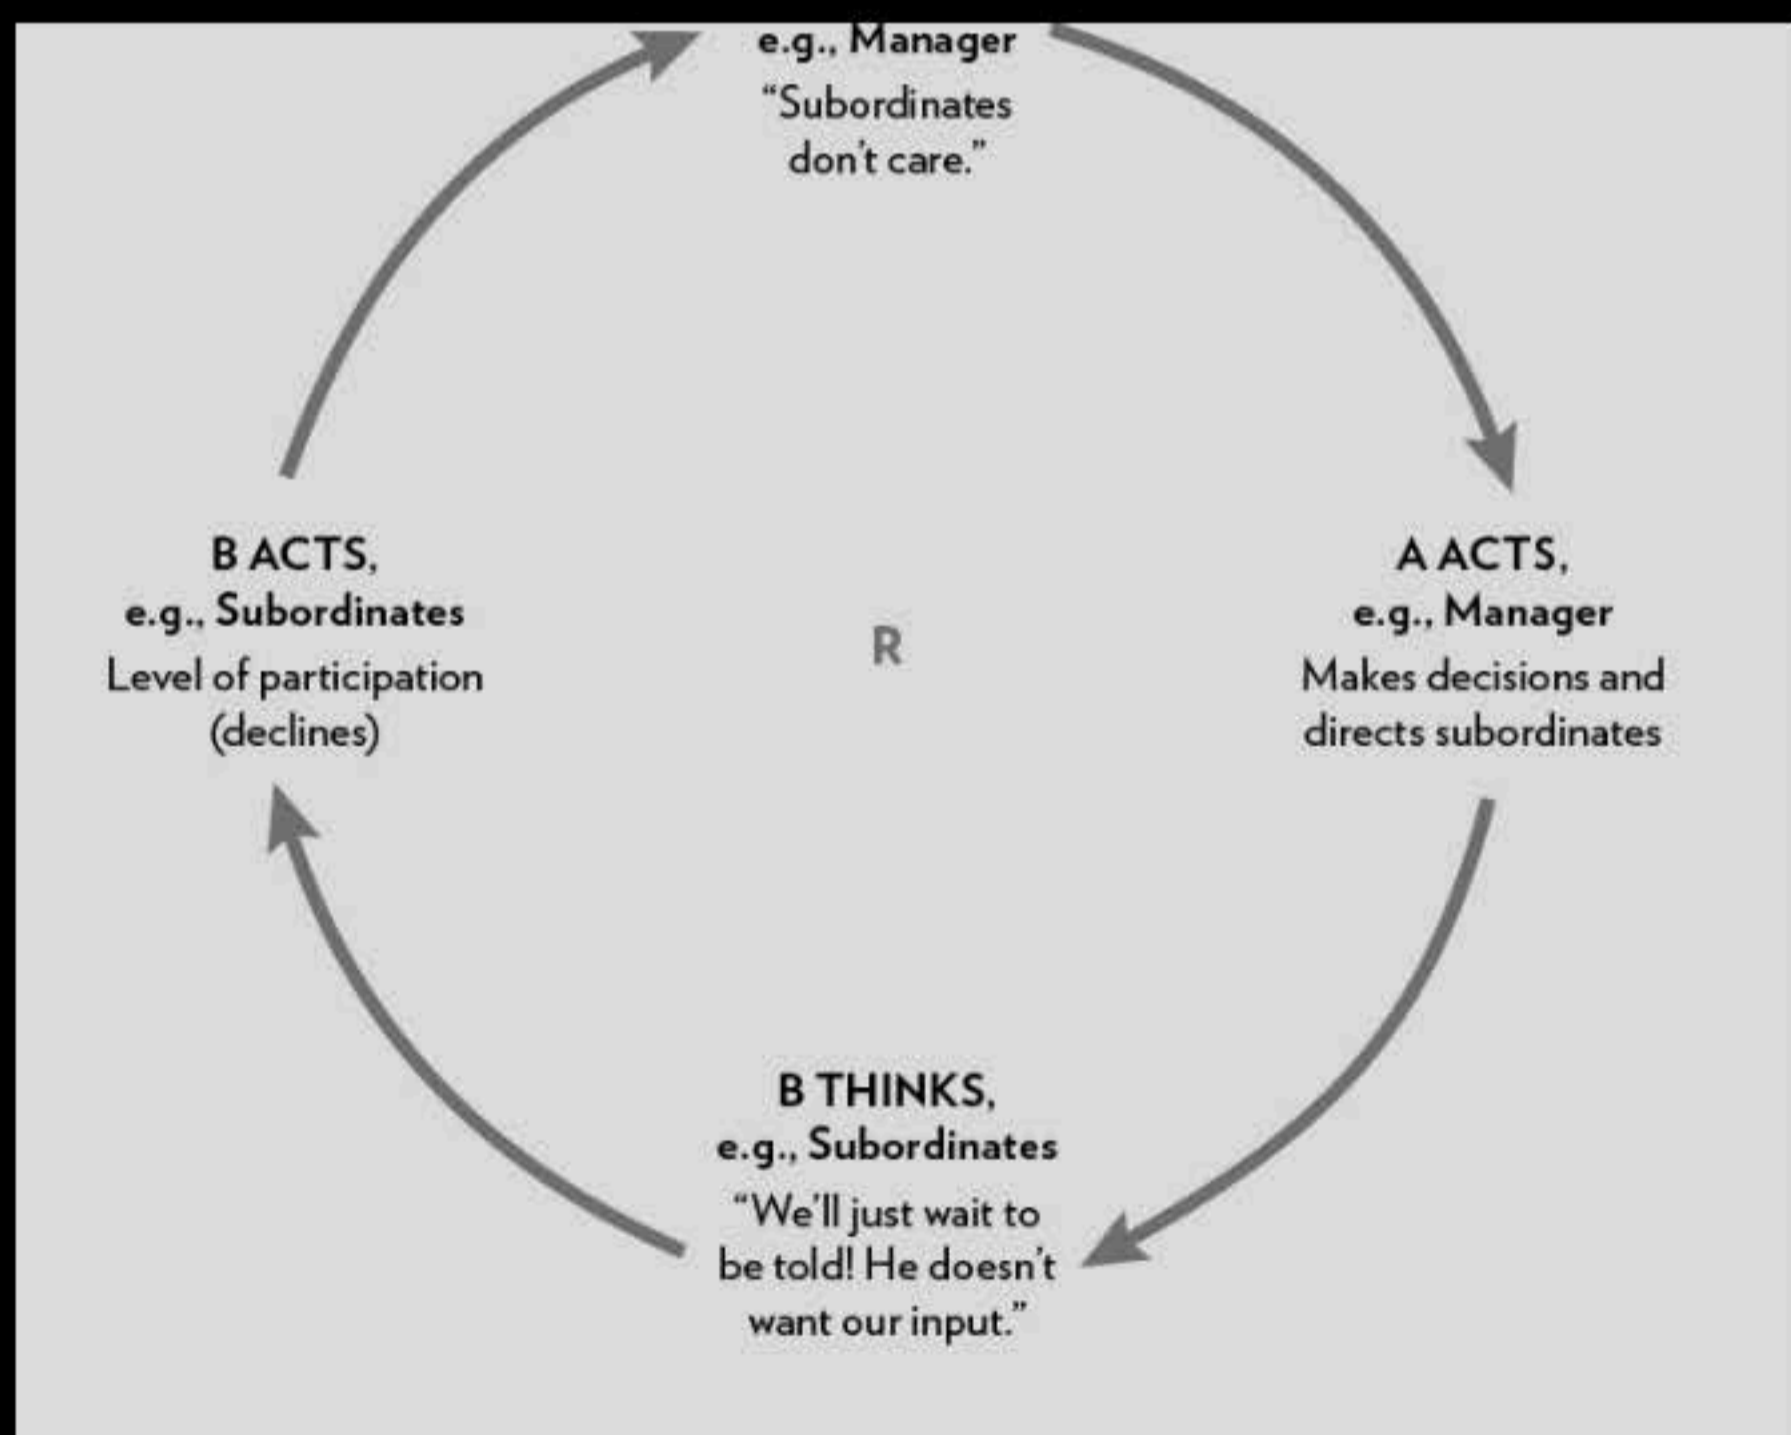 e.g., Manager
“Subordinates
don’t care.”
B ACTS,
e.g., Subordinates
Level of participation
(declines)
R
A ACTS,
e.g., Manager
Makes decisions and
directs subordinates
B THINKS,
e.g., Subordinates
“We’ll just wait to
be told! He doesn’t
want our input.”